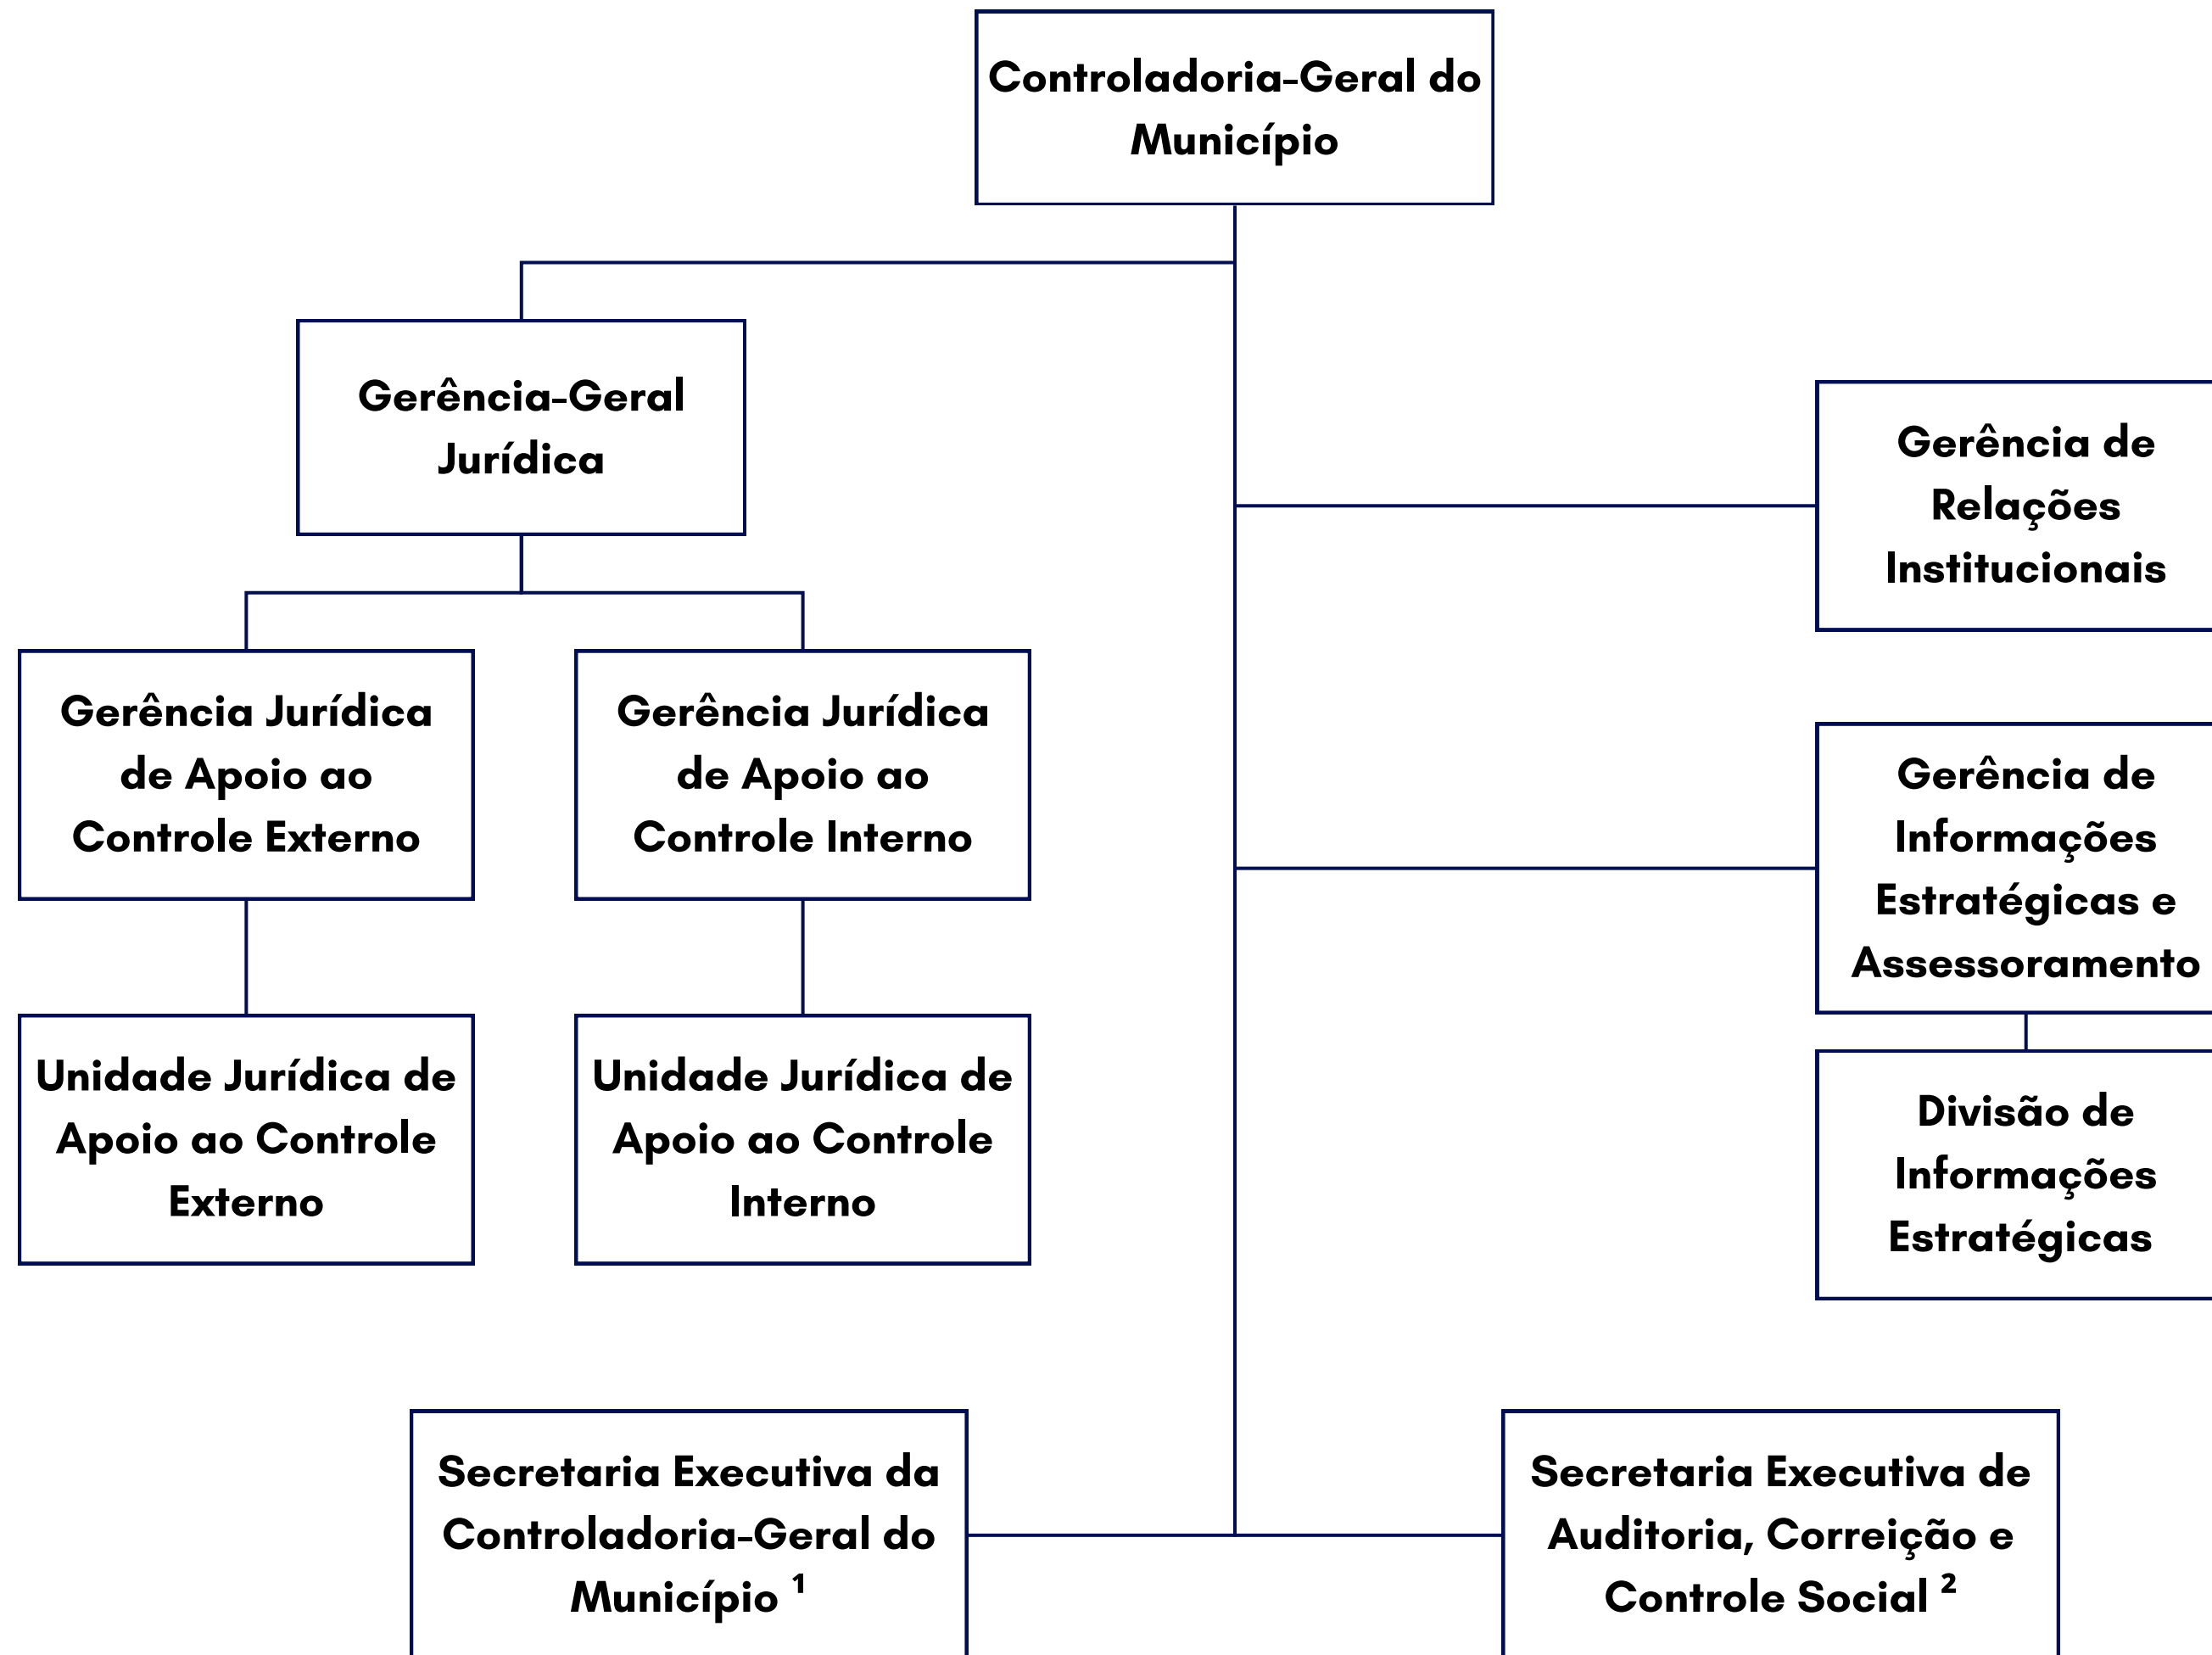 Controladoria-Geral do
Município
Gerência-Geral
Jurídica
Gerência de
Relações
Institucionais
Gerência Jurídica
de Apoio ao
Controle Externo
Gerência Jurídica
de Apoio ao
Controle Interno
Gerência de
Informações
Estratégicas e
Assessoramento
Unidade Jurídica de
Apoio ao Controle
Externo
Unidade Jurídica de
Apoio ao Controle
Interno
Divisão de
Informações
Estratégicas
Secretaria Executiva da
Controladoria-Geral do
Município ¹
Secretaria Executiva de
Auditoria, Correição e
Controle Social ²